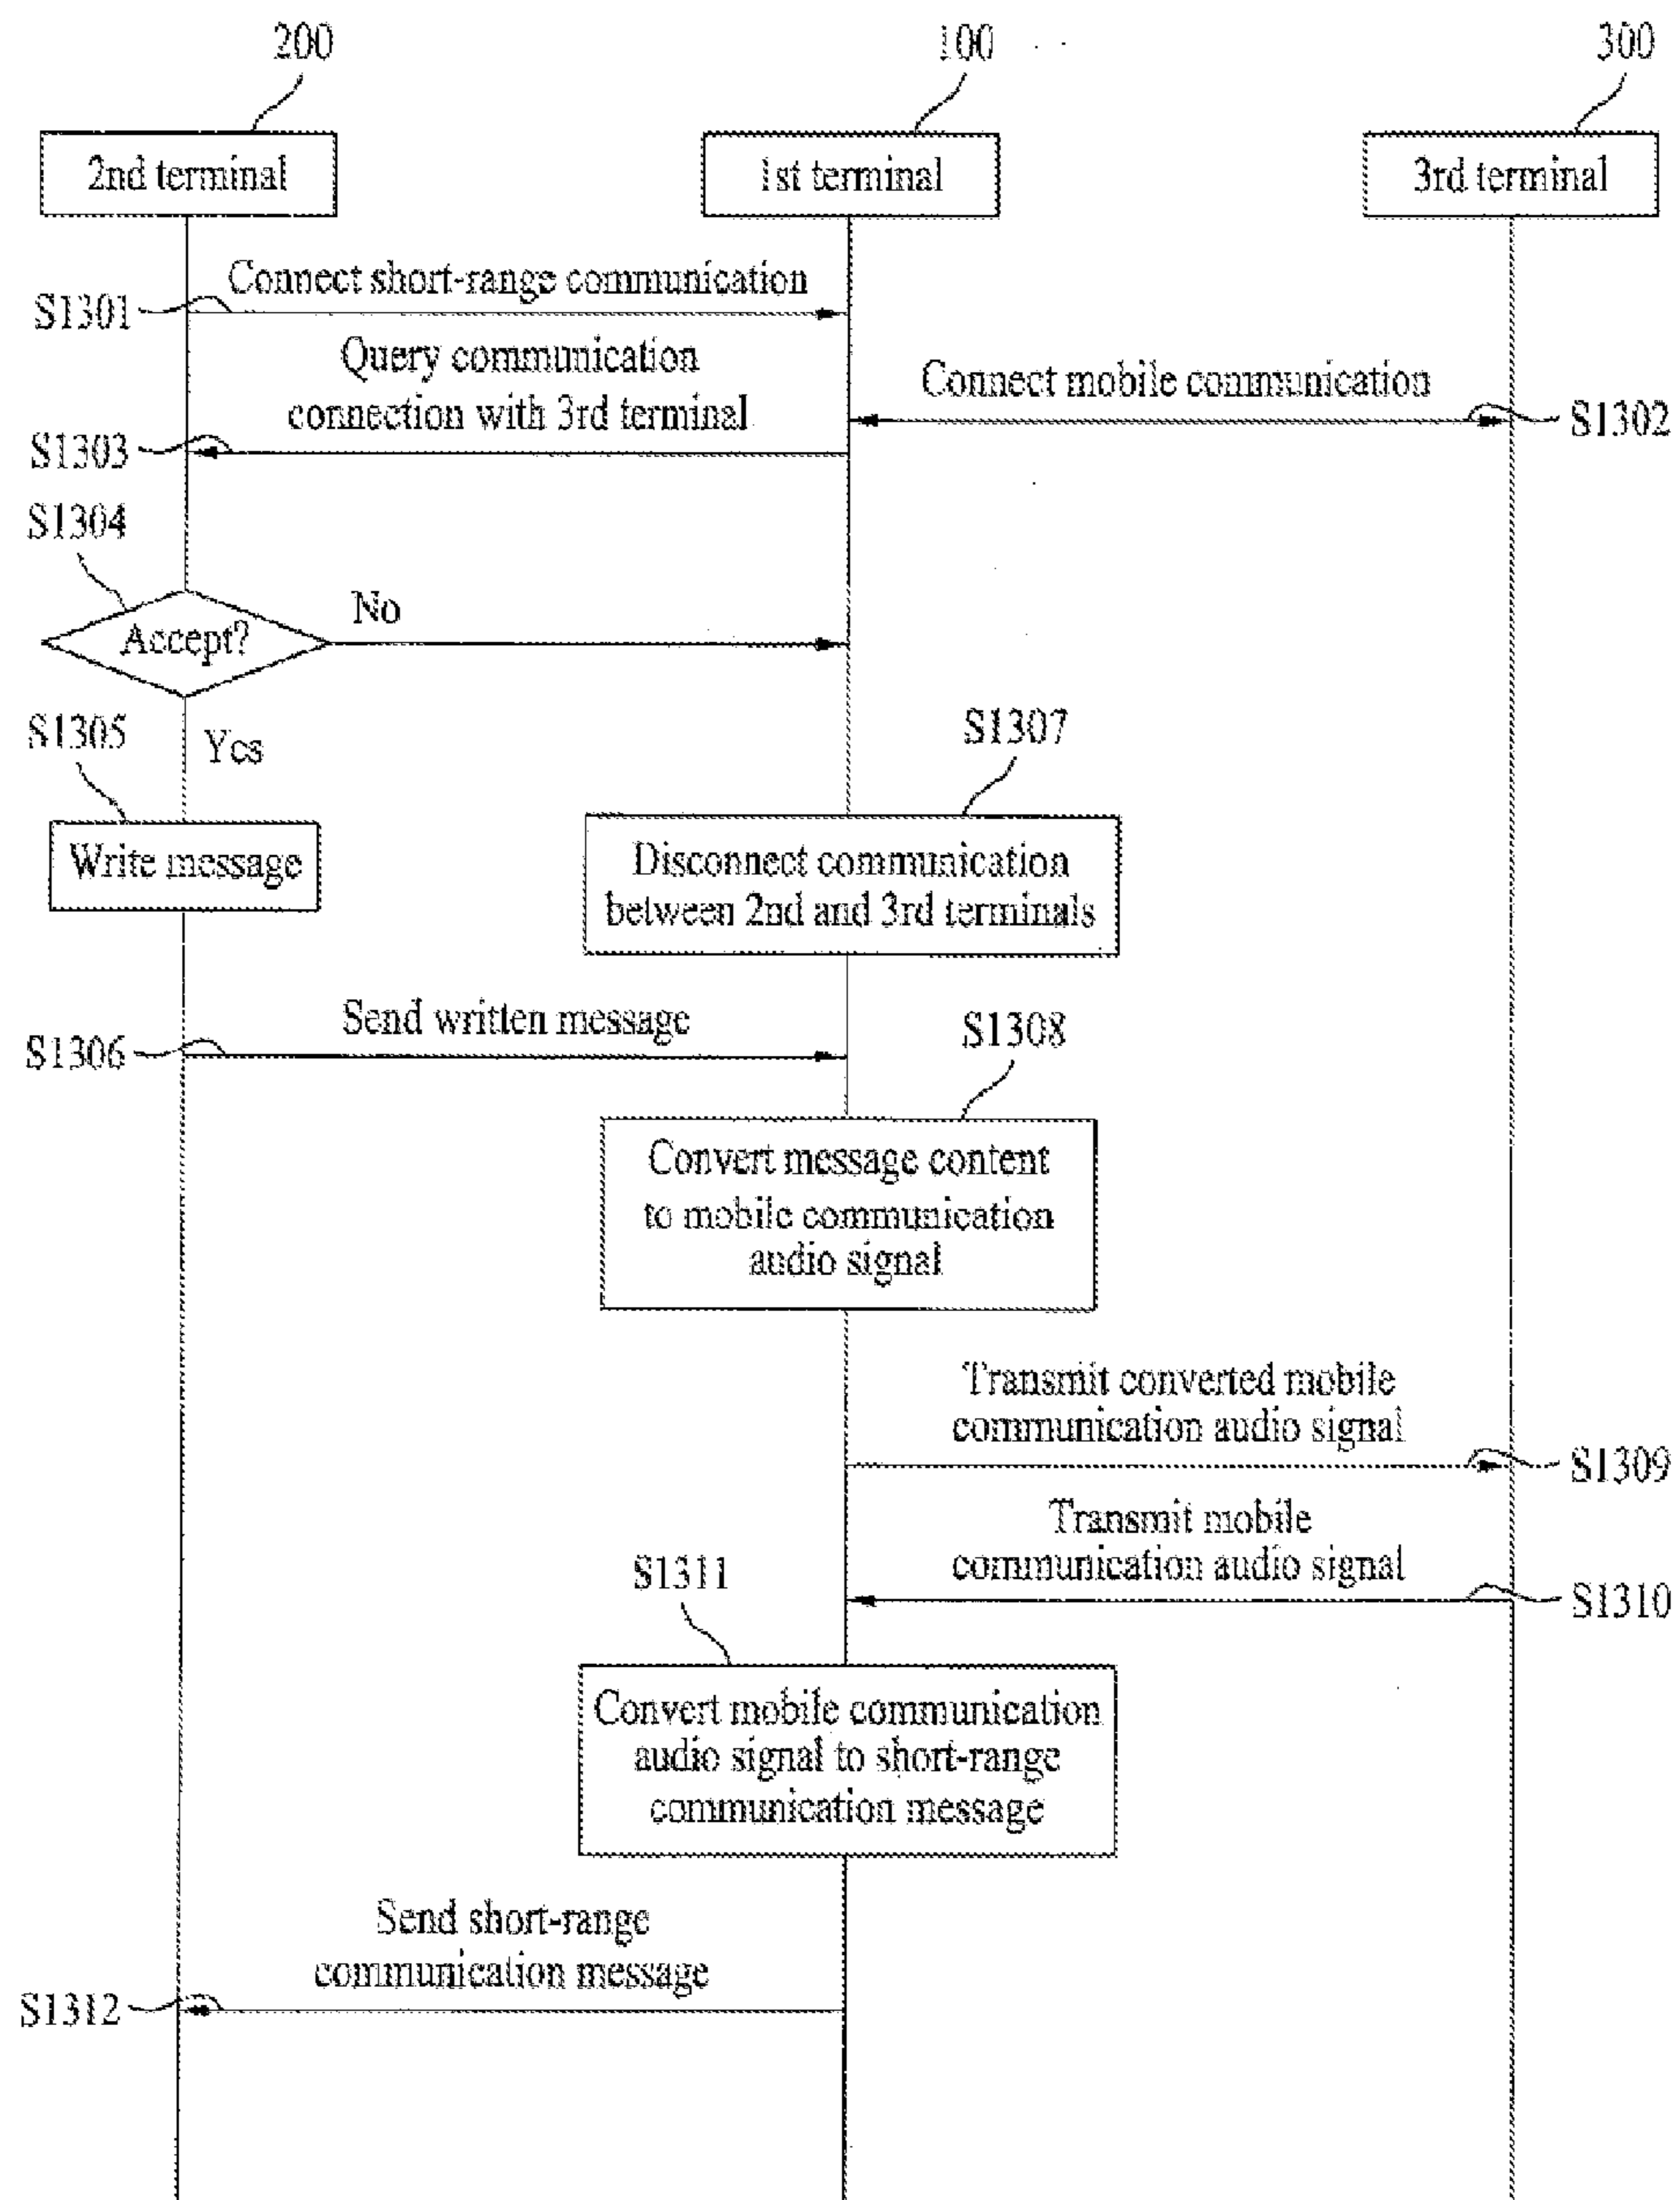 200
100
300
2nd terminal
1st terminal
3rd terminal
Connect short-range communication
S1301
Query communication
connection with 3rd terminal
Connect mobile communication
S1302
S1303
S1304
Accept?
No
S1305
Yes
S1307
Write message
Disconnect communication
between 2nd and 3rd terminals
Send written message
S1306
S1308
Convert message content
to mobile communication
audio signal
Transmit converted mobile
communication audio signal
S1309
Transmit mobile
communication audio signal
S1310
S1311
Convert mobile communication
audio signal to short-range
communication message
Send short-range
communication message
S1312